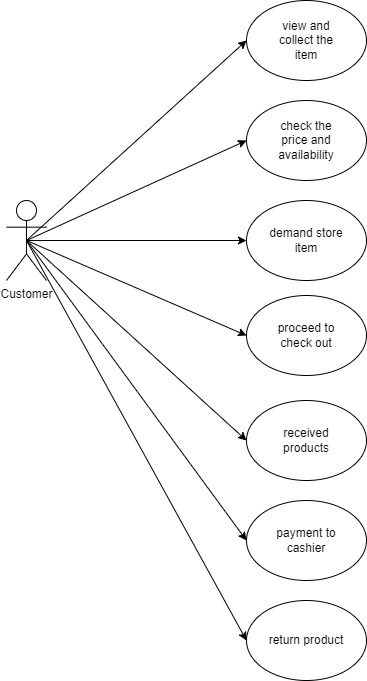 view and
collect the
item
check the
price and
availability
demand store
item
Customer
proceed to
check out
received
products
payment to
cashier
return product